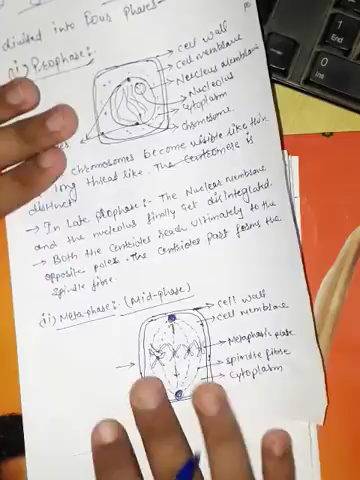 divided into four phases
(i) Prophase:
cell wall
cell membrane
Nucleus membrane
Nucleolus
cytoplasm
chromosome
chromosomes become visible like thin
long thread like. The centromere is
distinct
→ In Late Prophase:- The Nuclear membrane
and the nucleolus finally get disintegrated.
→ Both the Centrioles reach ultimately to the
opposite poles. The Centrioles part forms the
spindle fibre
(ii) Metaphase: (Mid-phase)
cell wall
cell membrane
Metaphasic plate
spindle fibre
cytoplasm